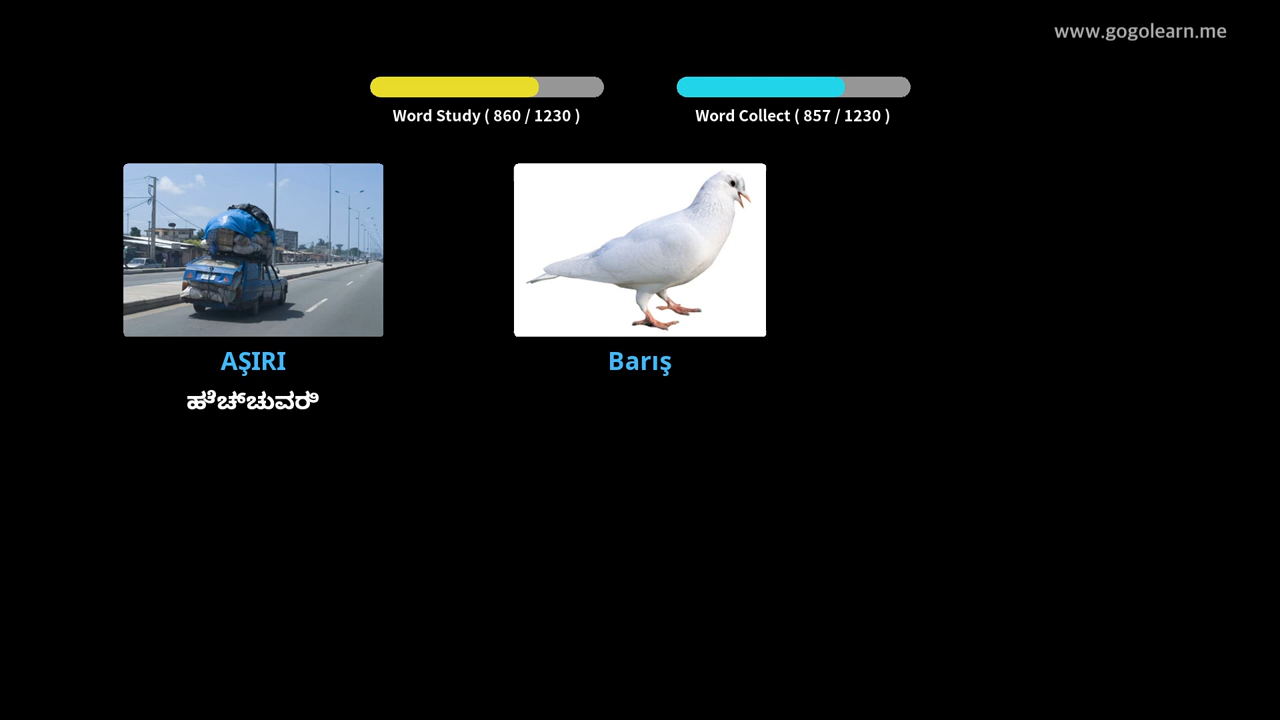 www.gogolearn.me
Word Study ( 860 / 1230 )
Word Collect ( 857 / 1230 )
AŞIRI
Barış
ಹೆಚ್ಚುವರಿ